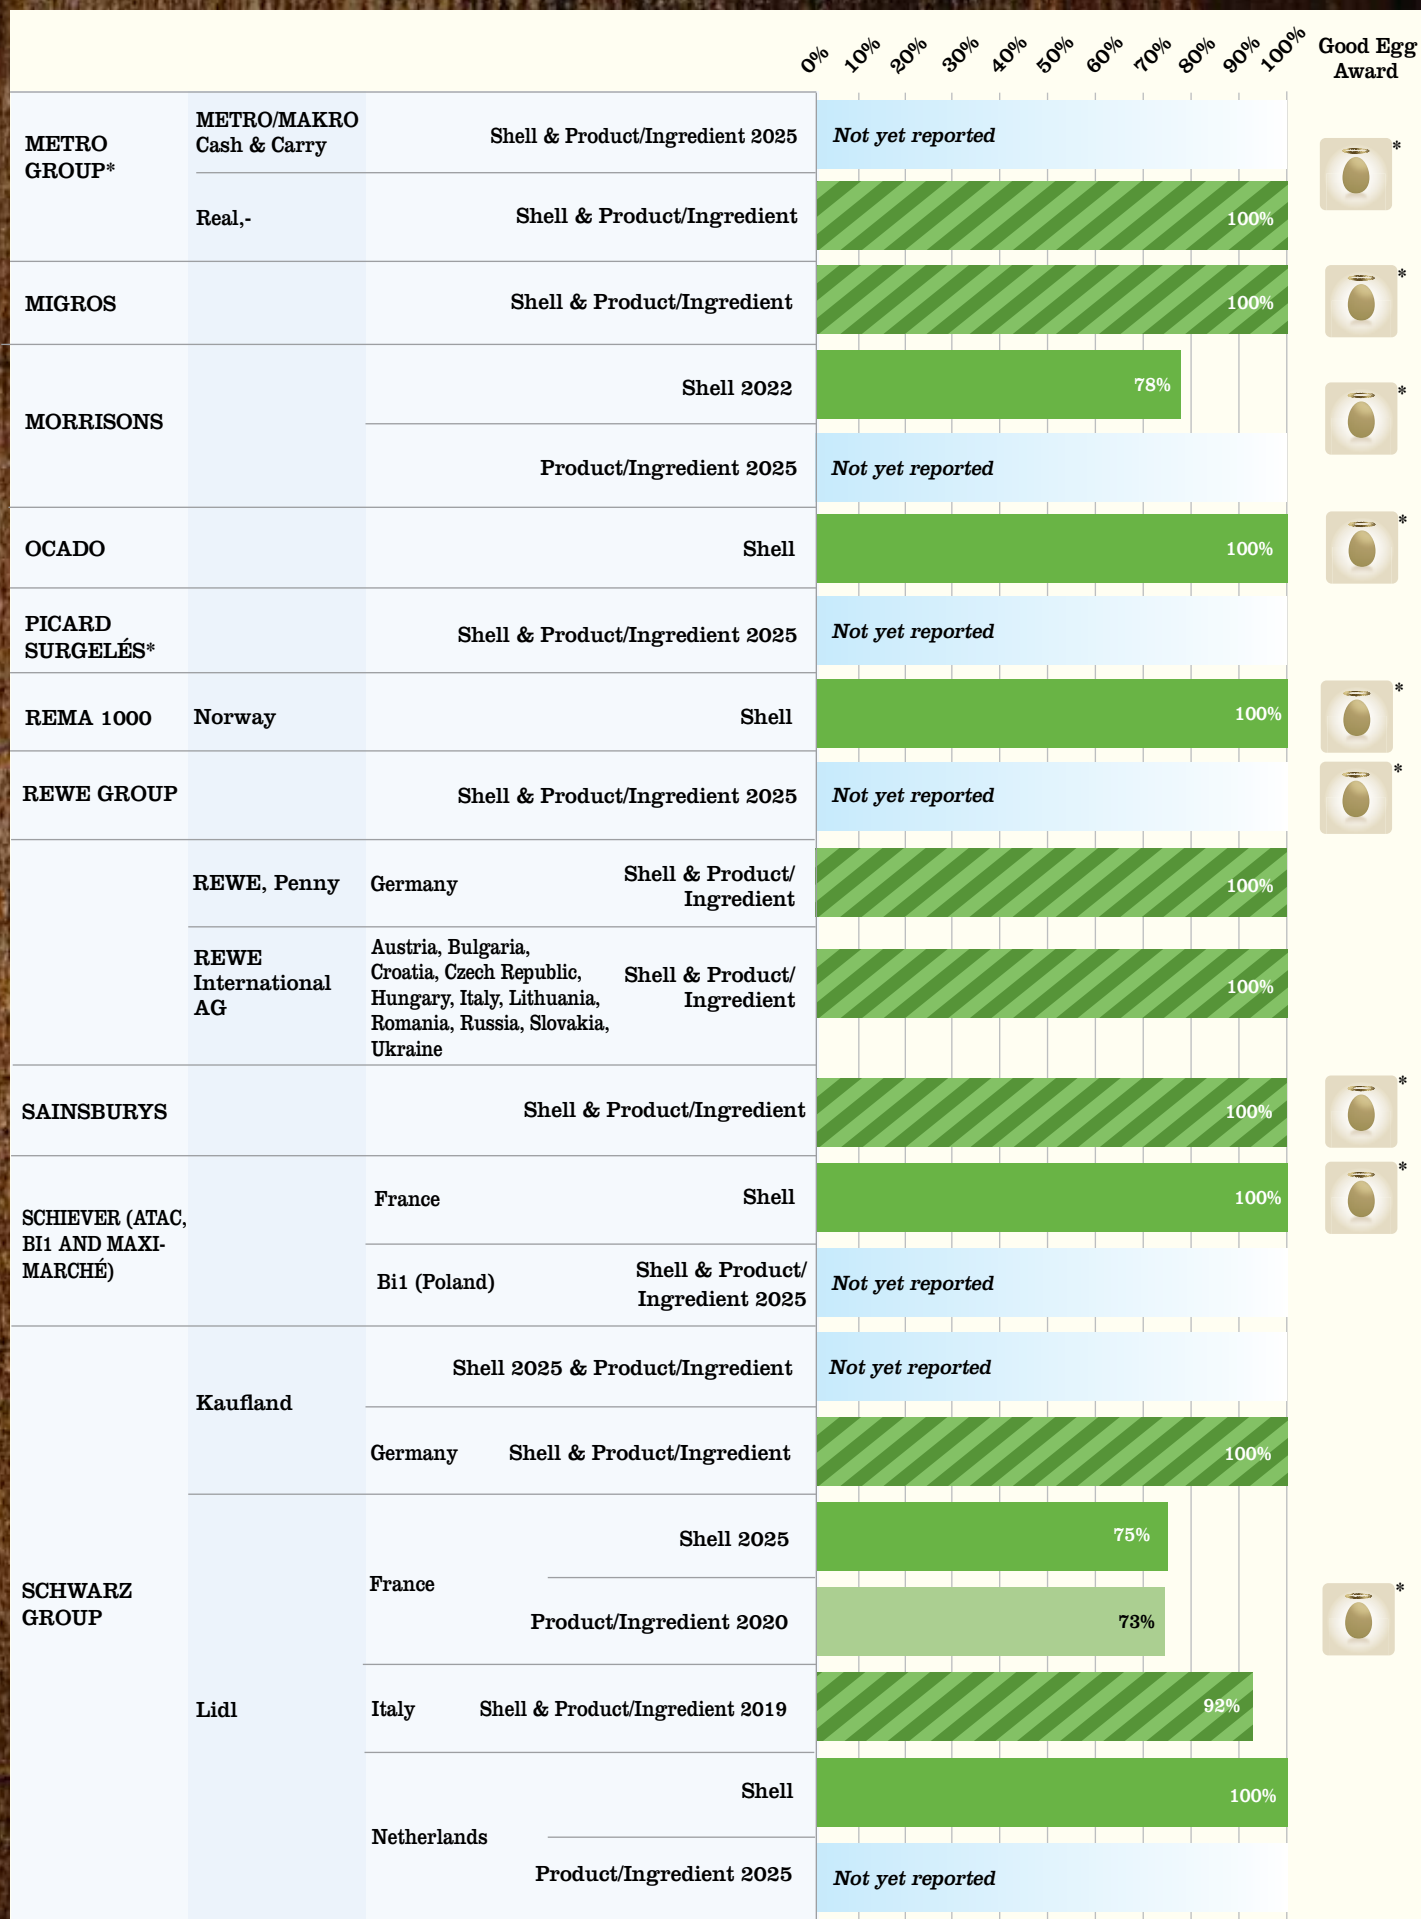 0% 10% 20% 30% 40% 50% 60% 70% 80% 90% 100%
Good Egg
Award
METRO
GROUP*
METRO/MAKRO
Cash & Carry
Shell & Product/Ingredient 2025
Not yet reported
*
Real,-
Shell & Product/Ingredient
100%
MIGROS
Shell & Product/Ingredient
100%
*
MORRISONS
Shell 2022
78%
*
Product/Ingredient 2025
Not yet reported
OCADO
Shell
100%
*
PICARD
SURGELÉS*
Shell & Product/Ingredient 2025
Not yet reported
REMA 1000
Norway
Shell
100%
*
REWE GROUP
Shell & Product/Ingredient 2025
Not yet reported
*
REWE, Penny
Germany
Shell & Product/
Ingredient
100%
REWE
International
AG
Austria, Bulgaria,
Croatia, Czech Republic,
Hungary, Italy, Lithuania,
Romania, Russia, Slovakia,
Ukraine
Shell & Product/
Ingredient
100%
SAINSBURYS
Shell & Product/Ingredient
100%
*
SCHIEVER (ATAC,
BI1 AND MAXI-
MARCHÉ)
France
Shell
100%
*
Bi1 (Poland)
Shell & Product/
Ingredient 2025
Not yet reported
SCHWARZ
GROUP
Kaufland
Shell 2025 & Product/Ingredient
Not yet reported
Germany
Shell & Product/Ingredient
100%
Lidl
France
Shell 2025
75%
Product/Ingredient 2020
73%
*
Italy
Shell & Product/Ingredient 2019
92%
Netherlands
Shell
100%
Product/Ingredient 2025
Not yet reported